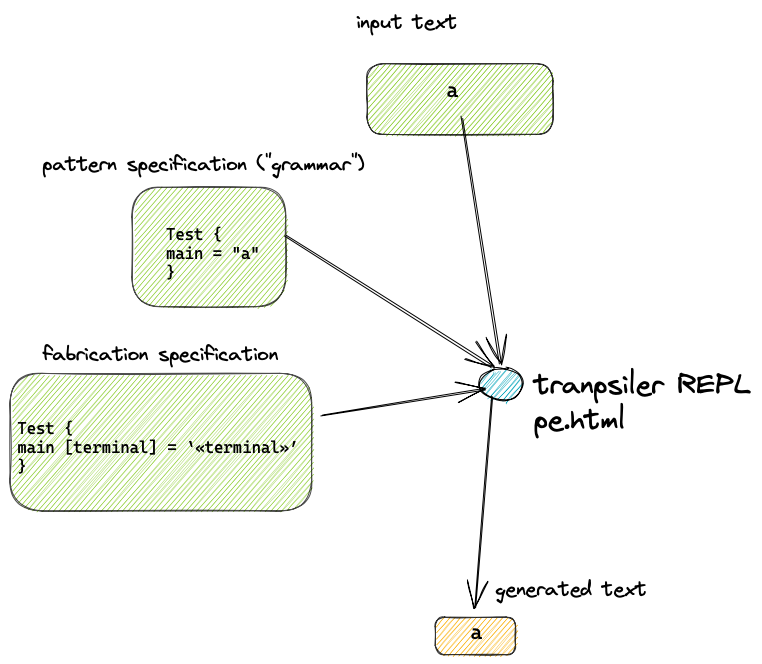 input text
a
pattern specification ("grammar")
Test {
main = "a"
}
fabrication specification
Test {
main [terminal] = ‘«terminal»’
}
tranpsiler REPL
pe.html
generated text
a